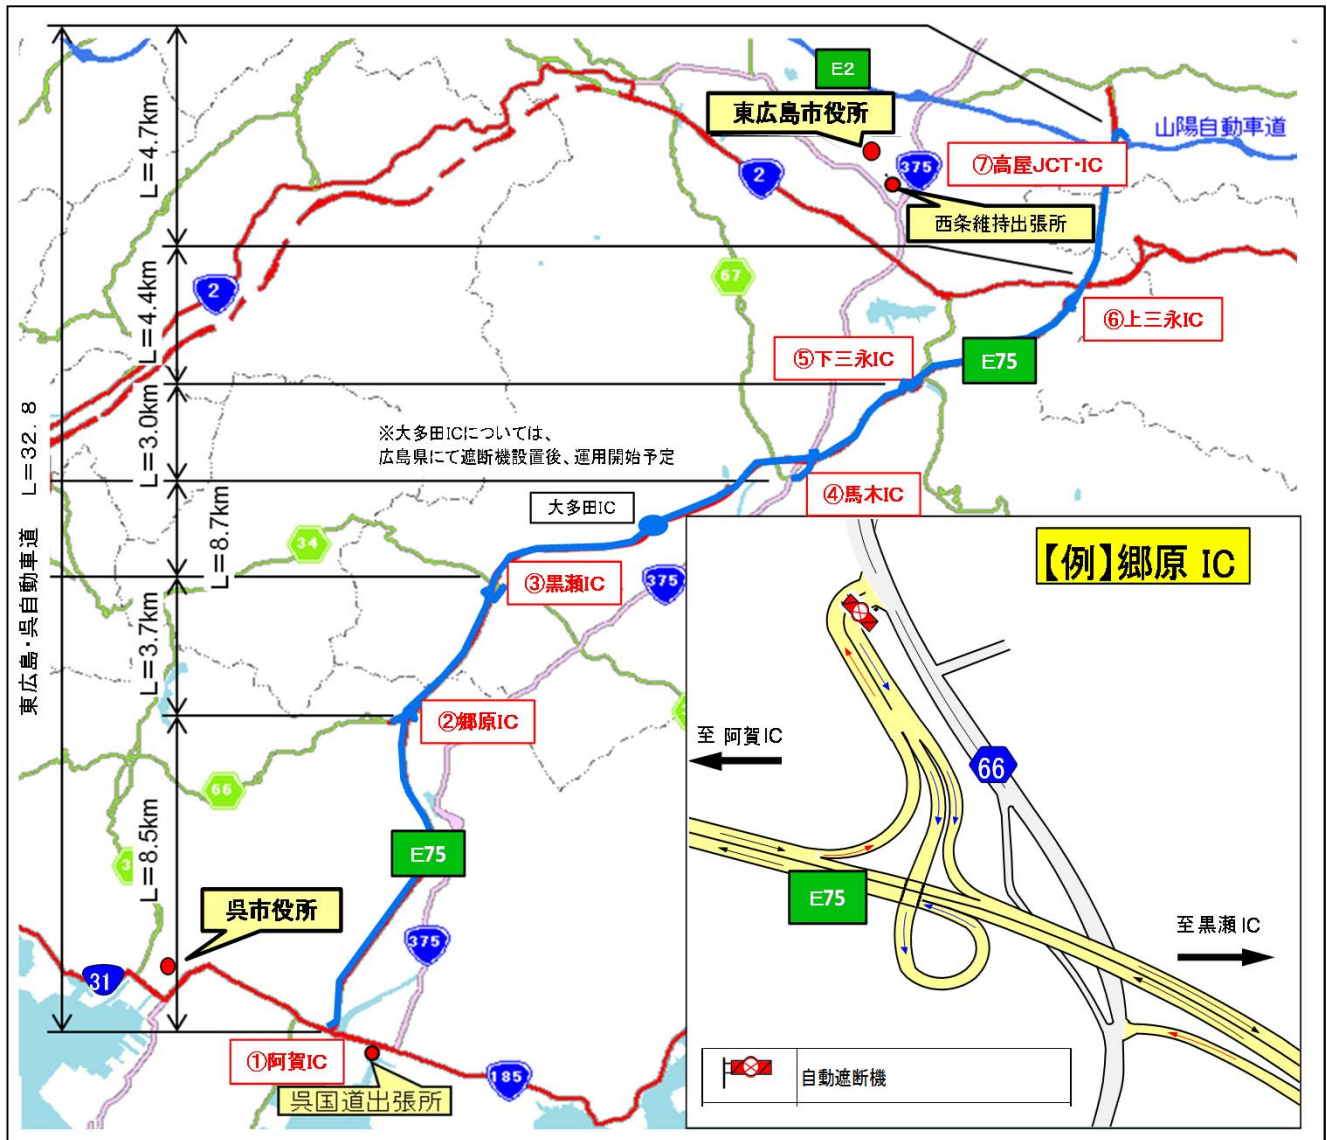 E2
東広島市役所
山陽自動車道
⑦高屋JCT・IC
375
2
西条維持出張所
67
2
⑥上三永IC
⑤下三永IC
E75
※大多田ICについては、
広島県にて遮断機設置後、運用開始予定
④馬木IC
大多田IC
34
③黒瀬IC
375
②郷原IC
66
E75
呉市役所
375
31
①阿賀IC
呉国道出張所
185
東広島・呉自動車道 L=32.8
L=4.7km
L=4.4km
L=3.0km
L=8.7km
L=3.7km
L=8.5km
【例】郷原 IC
至 阿賀IC
66
E75
至黒瀬 IC
自動遮断機